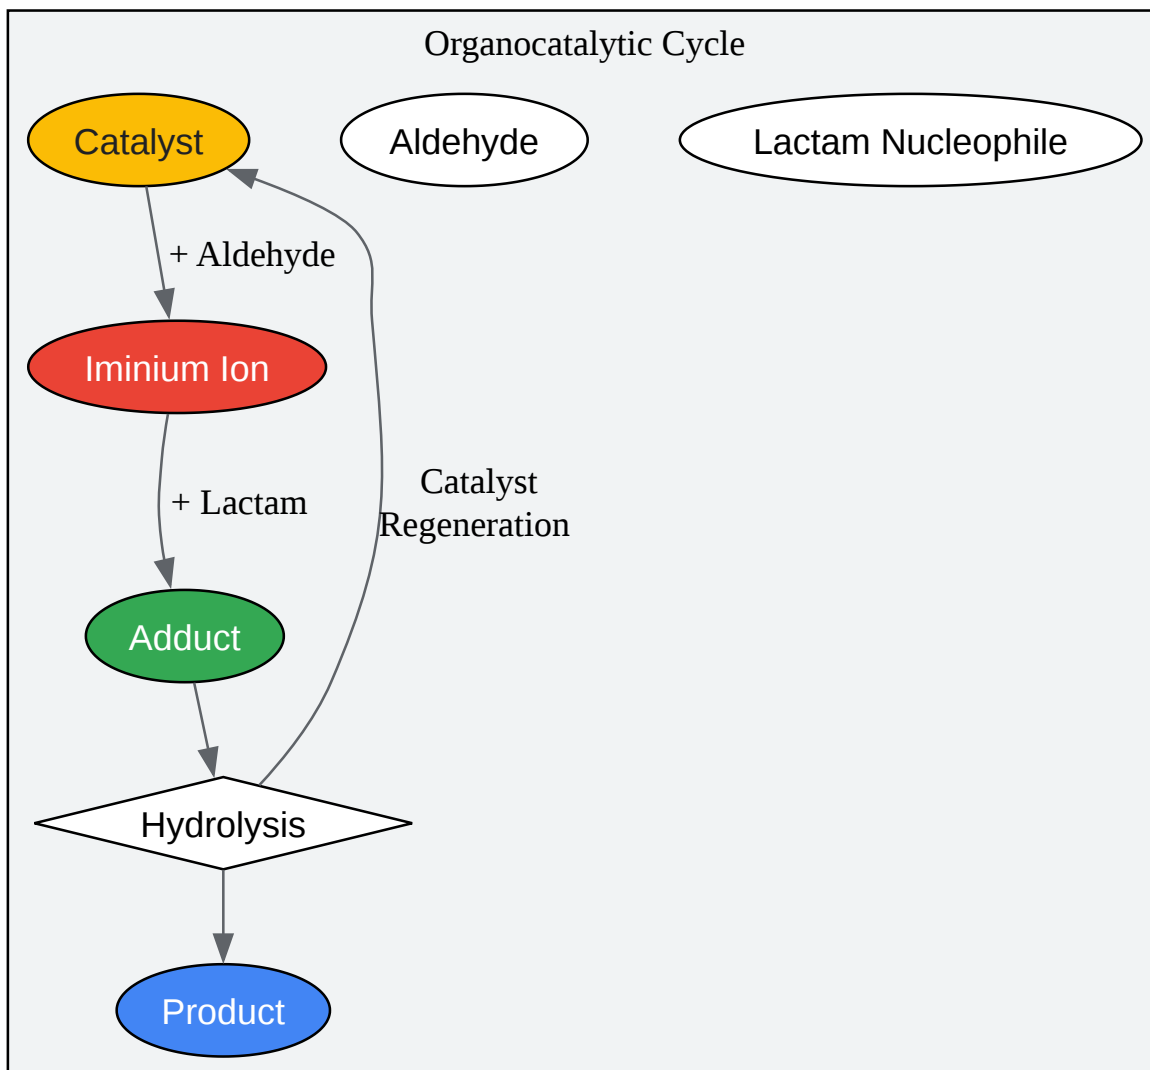 Organocatalytic Cycle
Catalyst
Aldehyde
Lactam Nucleophile
+ Aldehyde
Iminium Ion
+ Lactam
Catalyst
Regeneration
Adduct
Hydrolysis
Product